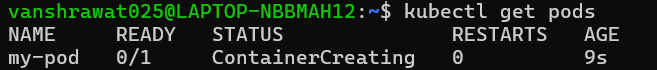 vanshrawat025@LAPTOP-NBBMAH12:~$ kubectl get pods
NAME     READY   STATUS              RESTARTS   AGE
my-pod   0/1     ContainerCreating   0          9s